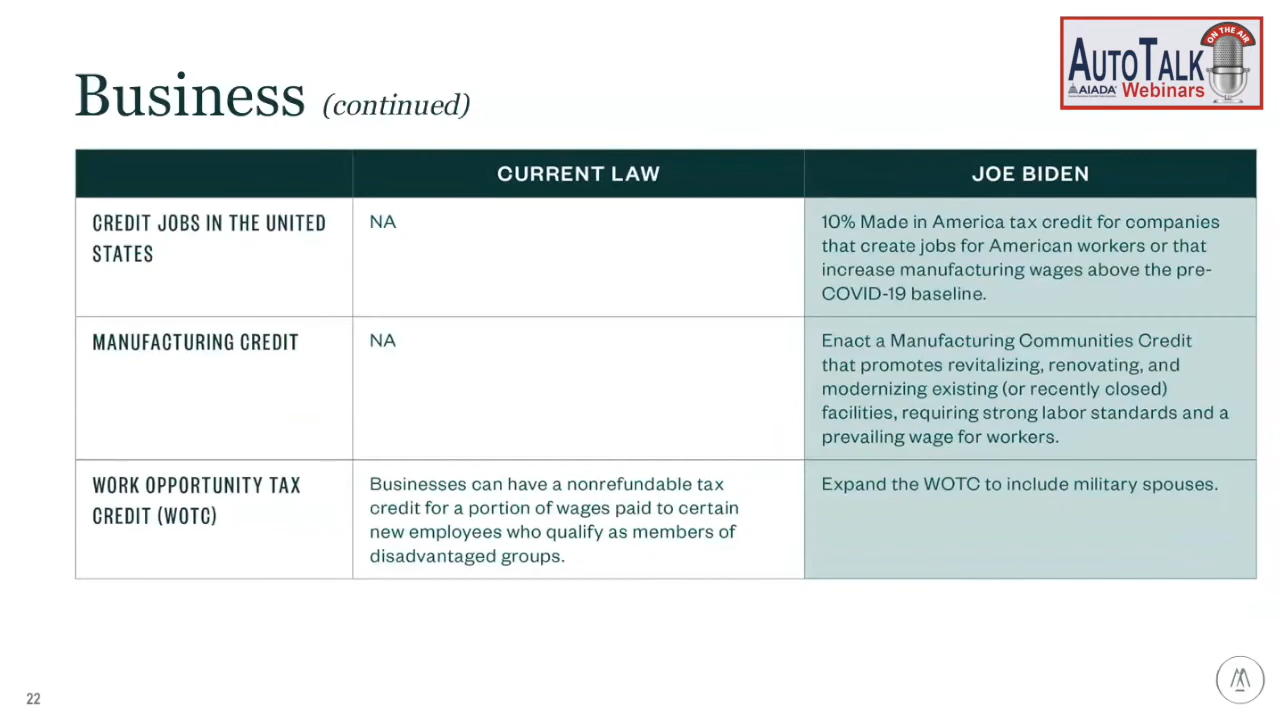 Business (continued)
ON THE AIR
AUTOTALK
AIADA
Webinars
CURRENT LAW
JOE BIDEN
CREDIT JOBS IN THE UNITED
STATES
NA
10% Made in America tax credit for companies
that create jobs for American workers or that
increase manufacturing wages above the pre-
COVID-19 baseline.
MANUFACTURING CREDIT
NA
Enact a Manufacturing Communities Credit
that promotes revitalizing, renovating, and
modernizing existing (or recently closed)
facilities, requiring strong labor standards and a
prevailing wage for workers.
WORK OPPORTUNITY TAX
CREDIT (WOTC)
Businesses can have a nonrefundable tax
credit for a portion of wages paid to certain
new employees who qualify as members of
disadvantaged groups.
Expand the WOTC to include military spouses.
22